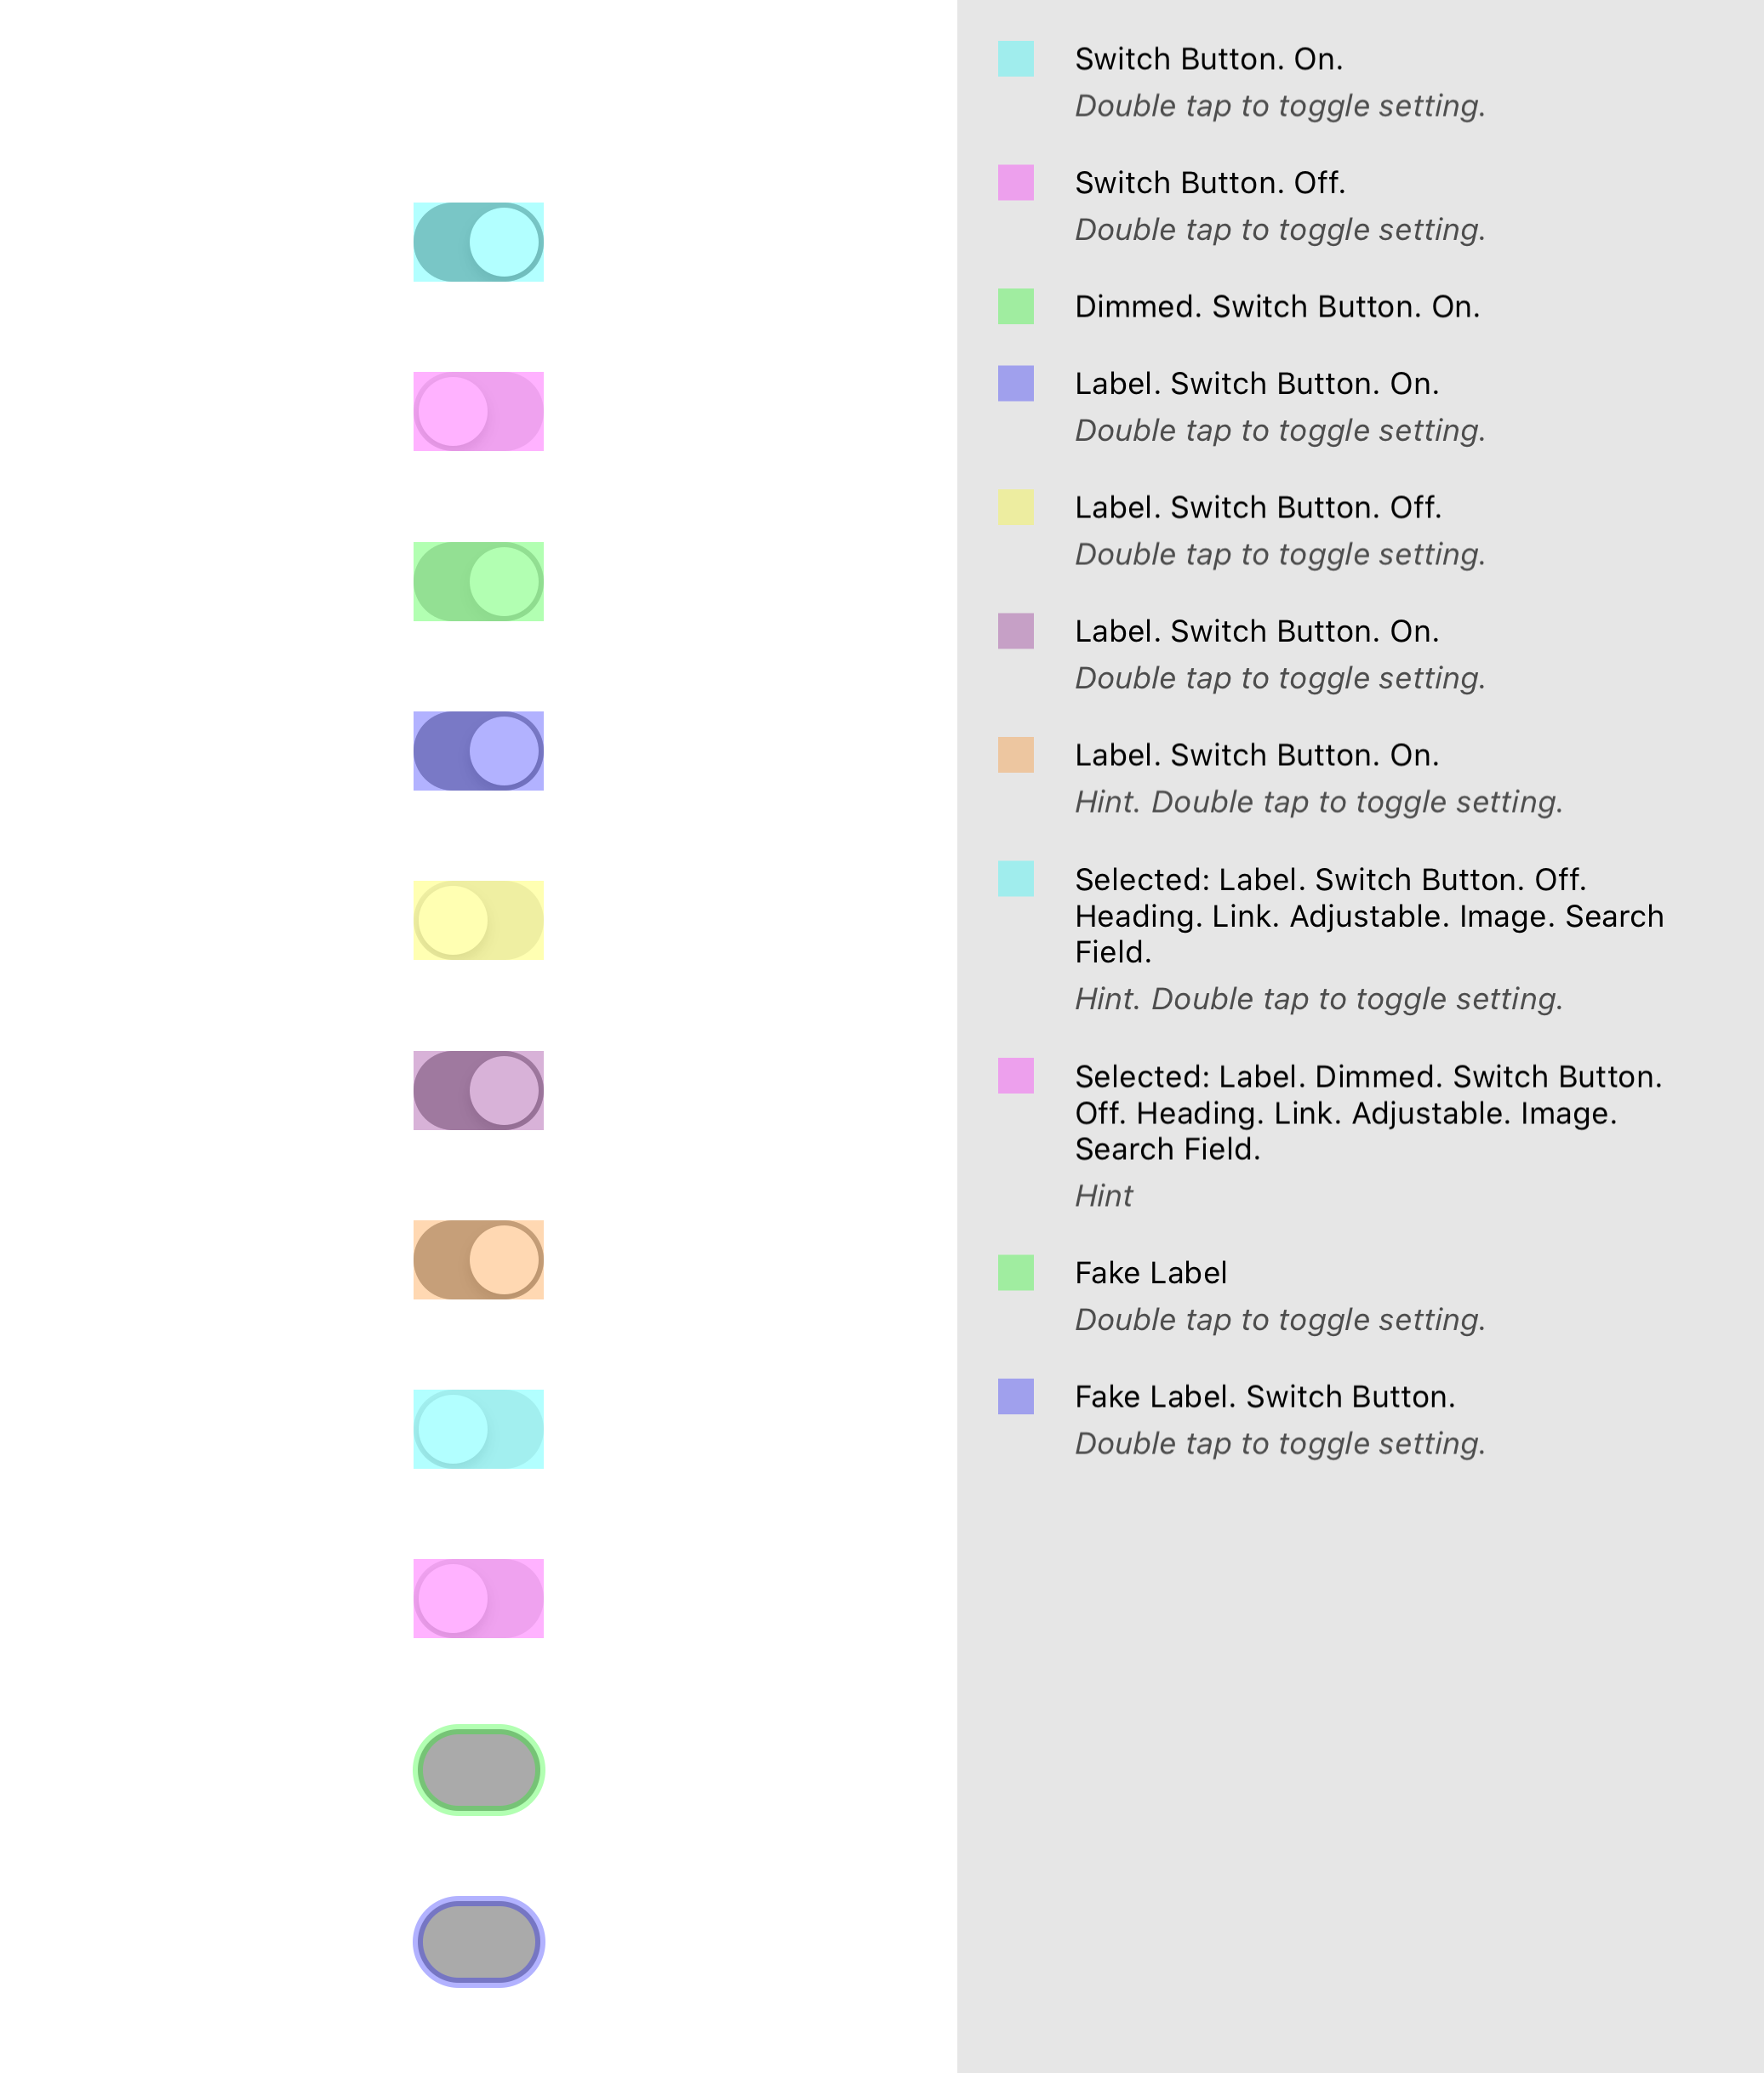 Switch Button. On.
Double tap to toggle setting.
Switch Button. Off.
Double tap to toggle setting.
Dimmed. Switch Button. On.
Label. Switch Button. On.
Double tap to toggle setting.
Label. Switch Button. Off.
Double tap to toggle setting.
Label. Switch Button. On.
Double tap to toggle setting.
Label. Switch Button. On.
Hint. Double tap to toggle setting.
Selected: Label. Switch Button. Off.
Heading. Link. Adjustable. Image. Search
Field.
Hint. Double tap to toggle setting.
Selected: Label. Dimmed. Switch Button.
Off. Heading. Link. Adjustable. Image.
Search Field.
Hint
Fake Label
Double tap to toggle setting.
Fake Label. Switch Button.
Double tap to toggle setting.